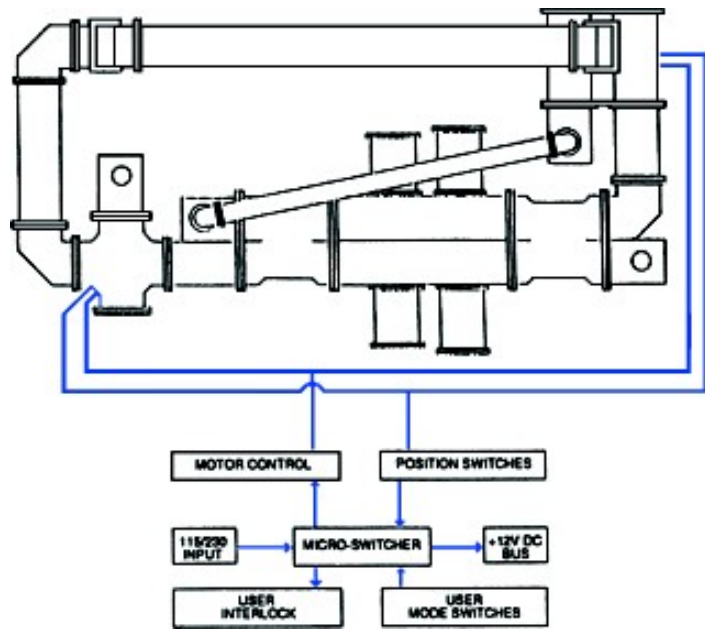 MOTOR CONTROL
POSITION SWITCHES
115/230
INPUT
MICRO-SWITCHER
+12V DC
BUS
USER
INTERLOCK
USER
MODE SWITCHES